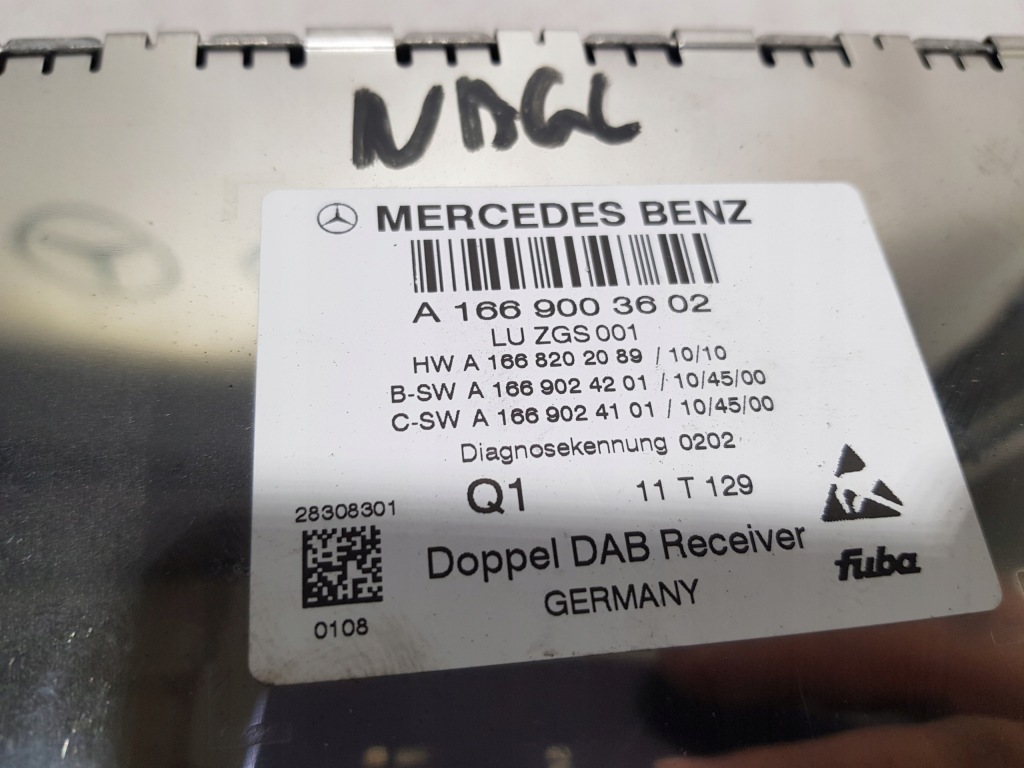 NBGL
MERCEDES BENZ
A 166 900 36 02
LU ZGS 001
HW A 166 820 20 89 / 10/10
B-SW A 166 902 42 01 / 10/45/00
C-SW A 166 902 41 01 / 10/45/00
Diagnosekennung 0202
28308301 Q1 11 T 129
Doppel DAB Receiver
fuba
GERMANY
0108